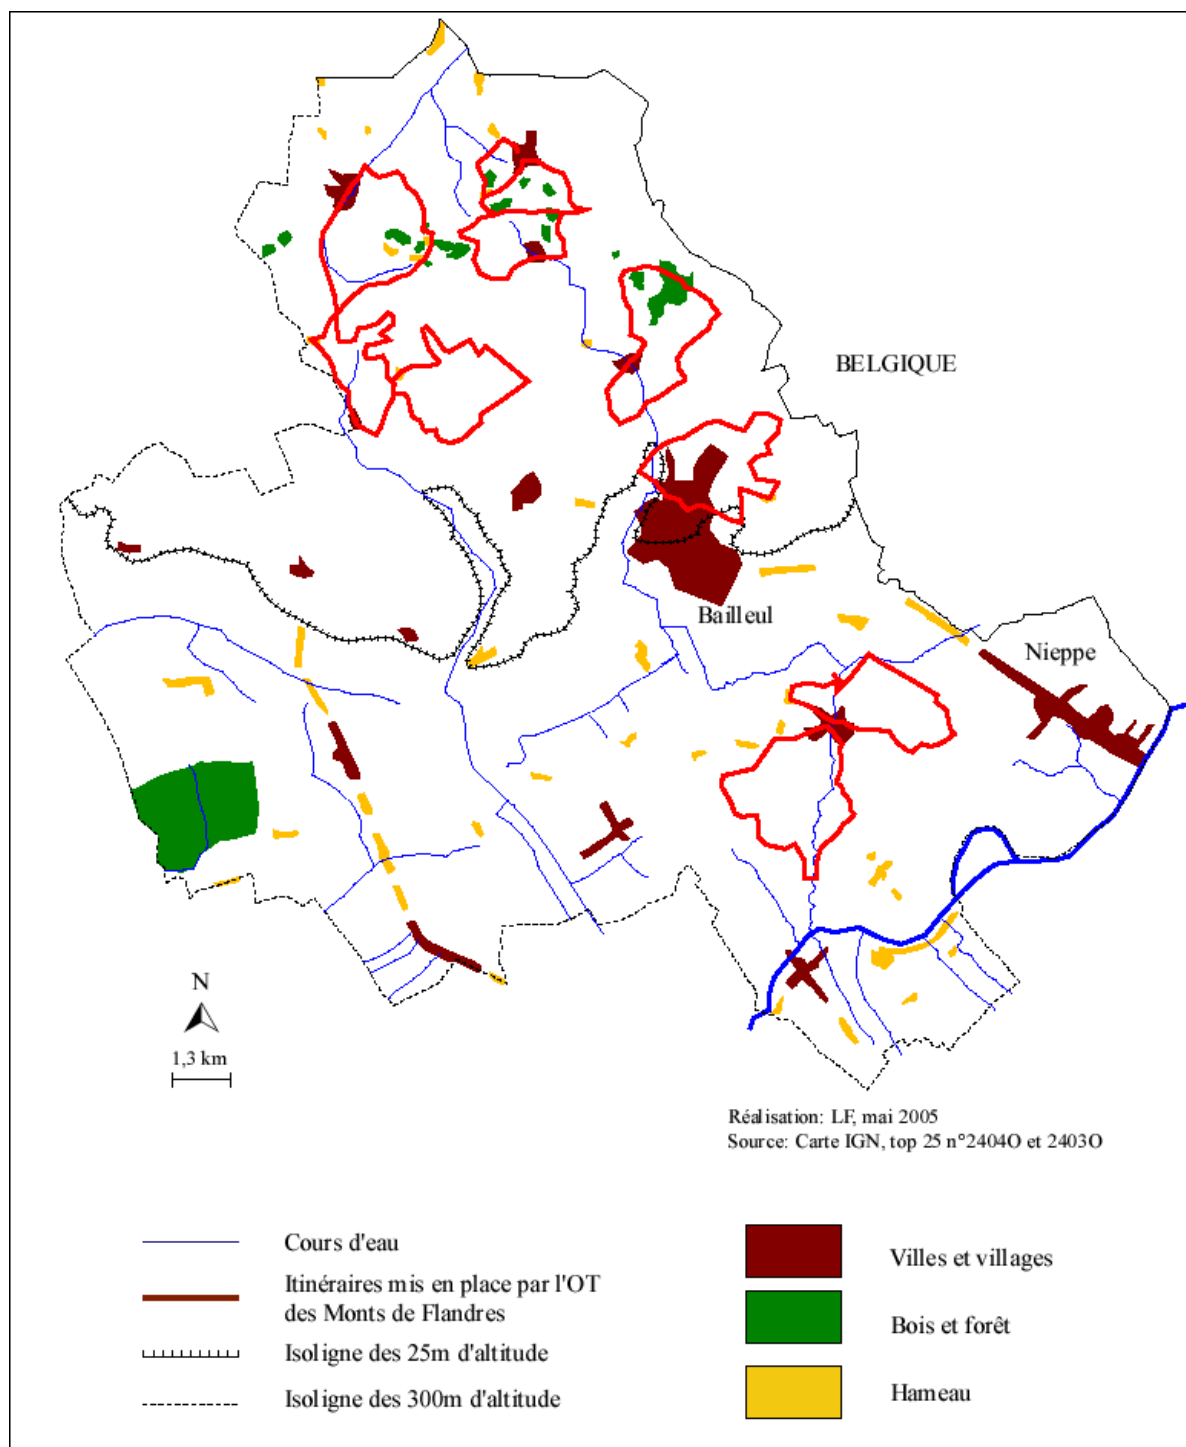 BELGIQUE
Bailleul
Nieppe
N
1,3 km
Réalisation: LF, mai 2005
Source: Carte IGN, top 25 n°2404O et 2403O
Cours d'eau
Itinéraires mis en place par l'OT
des Monts de Flandres
Isoligne des 25m d'altitude
Isoligne des 300m d'altitude
Villes et villages
Bois et forêt
Hameau